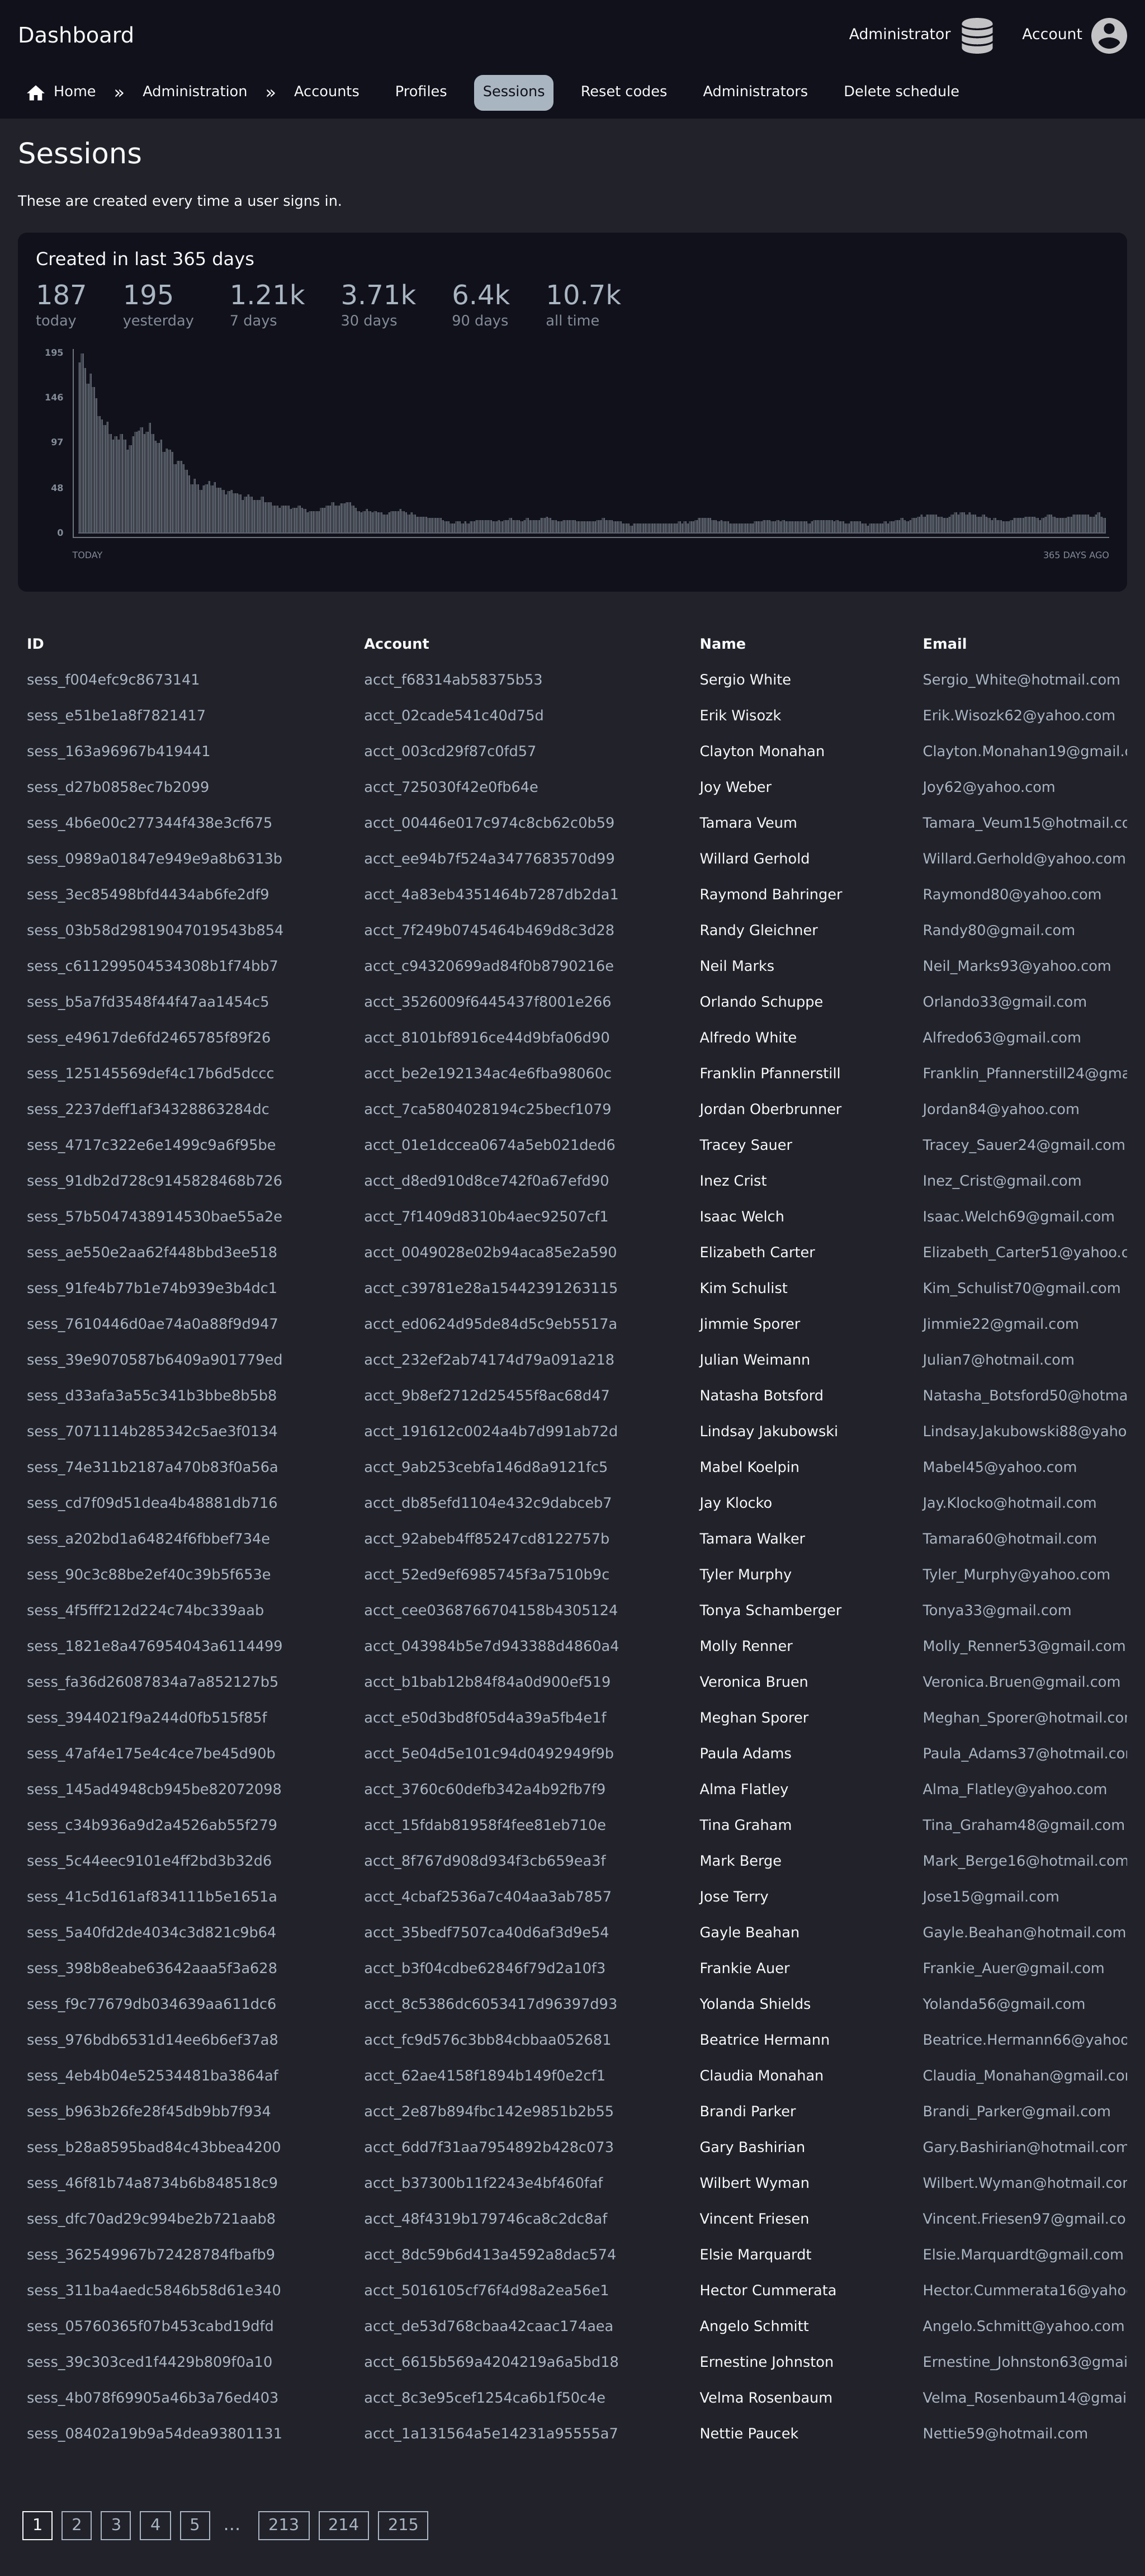 Dashboard
Administrator
Account
Home » Administration » Accounts Profiles Sessions Reset codes Administrators Delete schedule
Sessions
These are created every time a user signs in.
Created in last 365 days
187 195 1.21k 3.71k 6.4k 10.7k
today yesterday 7 days 30 days 90 days all time
195
146
97
48
0
TODAY 365 DAYS AGO
ID Account Name Email
sess_f004efc9c8673141 acct_f68314ab58375b53 Sergio White Sergio_White@hotmail.com
sess_e51be1a8f7821417 acct_02cade541c40d75d Erik Wisozk Erik.Wisozk62@yahoo.com
sess_163a96967b419441 acct_003cd29f87c0fd57 Clayton Monahan Clayton.Monahan19@gmail.c
sess_d27b0858ec7b2099 acct_725030f42e0fb64e Joy Weber Joy62@yahoo.com
sess_4b6e00c277344f438e3cf675 acct_00446e017c974c8cb62c0b59 Tamara Veum Tamara_Veum15@hotmail.co
sess_0989a01847e949e9a8b6313b acct_ee94b7f524a3477683570d99 Willard Gerhold Willard.Gerhold@yahoo.com
sess_3ec85498bfd4434ab6fe2df9 acct_4a83eb4351464b7287db2da1 Raymond Bahringer Raymond80@yahoo.com
sess_03b58d29819047019543b854 acct_7f249b0745464b469d8c3d28 Randy Gleichner Randy80@gmail.com
sess_c611299504534308b1f74bb7 acct_c94320699ad84f0b8790216e Neil Marks Neil_Marks93@yahoo.com
sess_b5a7fd3548f44f47aa1454c5 acct_3526009f6445437f8001e266 Orlando Schuppe Orlando33@gmail.com
sess_e49617de6fd2465785f89f26 acct_8101bf8916ce44d9bfa06d90 Alfredo White Alfredo63@gmail.com
sess_125145569def4c17b6d5dccc acct_be2e192134ac4e6fba98060c Franklin Pfannerstill Franklin_Pfannerstill24@gma
sess_2237deff1af34328863284dc acct_7ca5804028194c25becf1079 Jordan Oberbrunner Jordan84@yahoo.com
sess_4717c322e6e1499c9a6f95be acct_01e1dccea0674a5eb021ded6 Tracey Sauer Tracey_Sauer24@gmail.com
sess_91db2d728c9145828468b726 acct_d8ed910d8ce742f0a67efd90 Inez Crist Inez_Crist@gmail.com
sess_57b5047438914530bae55a2e acct_7f1409d8310b4aec92507cf1 Isaac Welch Isaac.Welch69@gmail.com
sess_ae550e2aa62f448bbd3ee518 acct_0049028e02b94aca85e2a590 Elizabeth Carter Elizabeth_Carter51@yahoo.c
sess_91fe4b77b1e74b939e3b4dc1 acct_c39781e28a15442391263115 Kim Schulist Kim_Schulist70@gmail.com
sess_7610446d0ae74a0a88f9d947 acct_ed0624d95de84d5c9eb5517a Jimmie Sporer Jimmie22@gmail.com
sess_39e9070587b6409a901779ed acct_232ef2ab74174d79a091a218 Julian Weimann Julian7@hotmail.com
sess_d33afa3a55c341b3bbe8b5b8 acct_9b8ef2712d25455f8ac68d47 Natasha Botsford Natasha_Botsford50@hotma
sess_7071114b285342c5ae3f0134 acct_191612c0024a4b7d991ab72d Lindsay Jakubowski Lindsay.Jakubowski88@yaho
sess_74e311b2187a470b83f0a56a acct_9ab253cebfa146d8a9121fc5 Mabel Koelpin Mabel45@yahoo.com
sess_cd7f09d51dea4b48881db716 acct_db85efd1104e432c9dabceb7 Jay Klocko Jay.Klocko@hotmail.com
sess_a202bd1a64824f6fbbef734e acct_92abeb4ff85247cd8122757b Tamara Walker Tamara60@hotmail.com
sess_90c3c88be2ef40c39b5f653e acct_52ed9ef6985745f3a7510b9c Tyler Murphy Tyler_Murphy@yahoo.com
sess_4f5fff212d224c74bc339aab acct_cee0368766704158b4305124 Tonya Schamberger Tonya33@gmail.com
sess_1821e8a476954043a6114499 acct_043984b5e7d943388d4860a4 Molly Renner Molly_Renner53@gmail.com
sess_fa36d26087834a7a852127b5 acct_b1bab12b84f84a0d900ef519 Veronica Bruen Veronica.Bruen@gmail.com
sess_3944021f9a244d0fb515f85f acct_e50d3bd8f05d4a39a5fb4e1f Meghan Sporer Meghan_Sporer@hotmail.cor
sess_47af4e175e4c4ce7be45d90b acct_5e04d5e101c94d0492949f9b Paula Adams Paula_Adams37@hotmail.coi
sess_145ad4948cb945be82072098 acct_3760c60defb342a4b92fb7f9 Alma Flatley Alma_Flatley@yahoo.com
sess_c34b936a9d2a4526ab55f279 acct_15fdab81958f4fee81eb710e Tina Graham Tina_Graham48@gmail.com
sess_5c44eec9101e4ff2bd3b32d6 acct_8f767d908d934f3cb659ea3f Mark Berge Mark_Berge16@hotmail.com
sess_41c5d161af834111b5e1651a acct_4cbaf2536a7c404aa3ab7857 Jose Terry Jose15@gmail.com
sess_5a40fd2de4034c3d821c9b64 acct_35bedf7507ca40d6af3d9e54 Gayle Beahan Gayle.Beahan@hotmail.com
sess_398b8eabe63642aaa5f3a628 acct_b3f04cdbe62846f79d2a10f3 Frankie Auer Frankie_Auer@gmail.com
sess_f9c77679db034639aa611dc6 acct_8c5386dc6053417d96397d93 Yolanda Shields Yolanda56@gmail.com
sess_976bdb6531d14ee6b6ef37a8 acct_fc9d576c3bb84cbbaa052681 Beatrice Hermann Beatrice.Hermann66@yahoo
sess_4eb4b04e52534481ba3864af acct_62ae4158f1894b149f0e2cf1 Claudia Monahan Claudia_Monahan@gmail.coi
sess_b963b26fe28f45db9bb7f934 acct_2e87b894fbc142e9851b2b55 Brandi Parker Brandi_Parker@gmail.com
sess_b28a8595bad84c43bbea4200 acct_6dd7f31aa7954892b428c073 Gary Bashirian Gary.Bashirian@hotmail.com
sess_46f81b74a8734b6b848518c9 acct_b37300b11f2243e4bf460faf Wilbert Wyman Wilbert.Wyman@hotmail.cor
sess_dfc70ad29c994be2b721aab8 acct_48f4319b179746ca8c2dc8af Vincent Friesen Vincent.Friesen97@gmail.co
sess_362549967b72428784fbafb9 acct_8dc59b6d413a4592a8dac574 Elsie Marquardt Elsie.Marquardt@gmail.com
sess_311ba4aedc5846b58d61e340 acct_5016105cf76f4d98a2ea56e1 Hector Cummerata Hector.Cummerata16@yaho
sess_05760365f07b453cabd19dfd acct_de53d768cbaa42caac174aea Angelo Schmitt Angelo.Schmitt@yahoo.com
sess_39c303ced1f4429b809f0a10 acct_6615b569a4204219a6a5bd18 Ernestine Johnston Ernestine_Johnston63@gmai
sess_4b078f69905a46b3a76ed403 acct_8c3e95cef1254ca6b1f50c4e Velma Rosenbaum Velma_Rosenbaum14@gmai
sess_08402a19b9a54dea93801131 acct_1a131564a5e14231a95555a7 Nettie Paucek Nettie59@hotmail.com
1 2 3 4 5 … 213 214 215